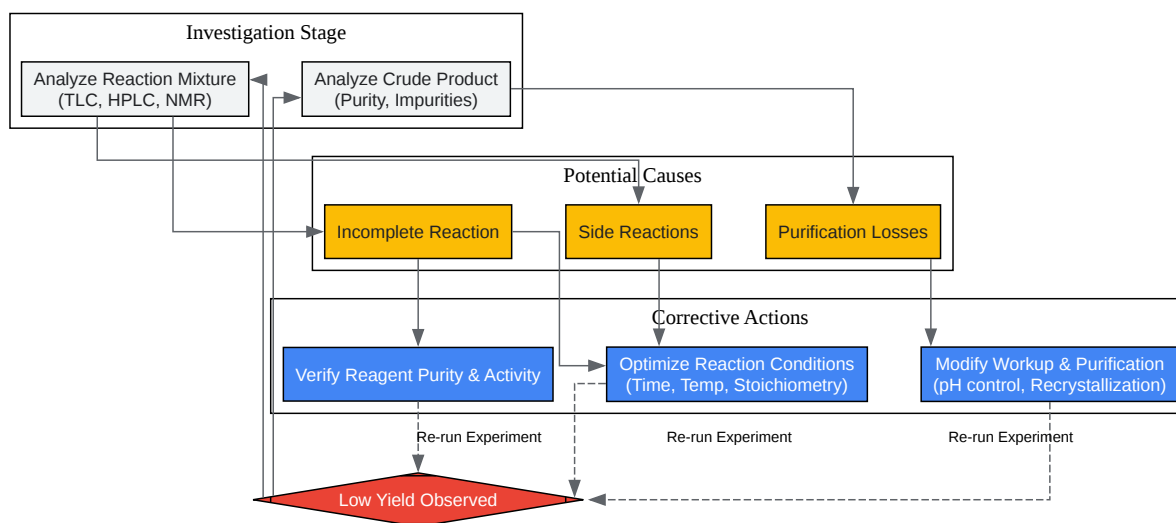 Investigation Stage
Analyze Reaction Mixture
(TLC, HPLC, NMR)
Analyze Crude Product
(Purity, Impurities)
Potential Causes
Incomplete Reaction
Side Reactions
Purification Losses
Corrective Actions
Verify Reagent Purity & Activity
Optimize Reaction Conditions
(Time, Temp, Stoichiometry)
Modify Workup & Purification
(pH control, Recrystallization)
Re-run Experiment
Re-run Experiment
Re-run Experiment
Low Yield Observed